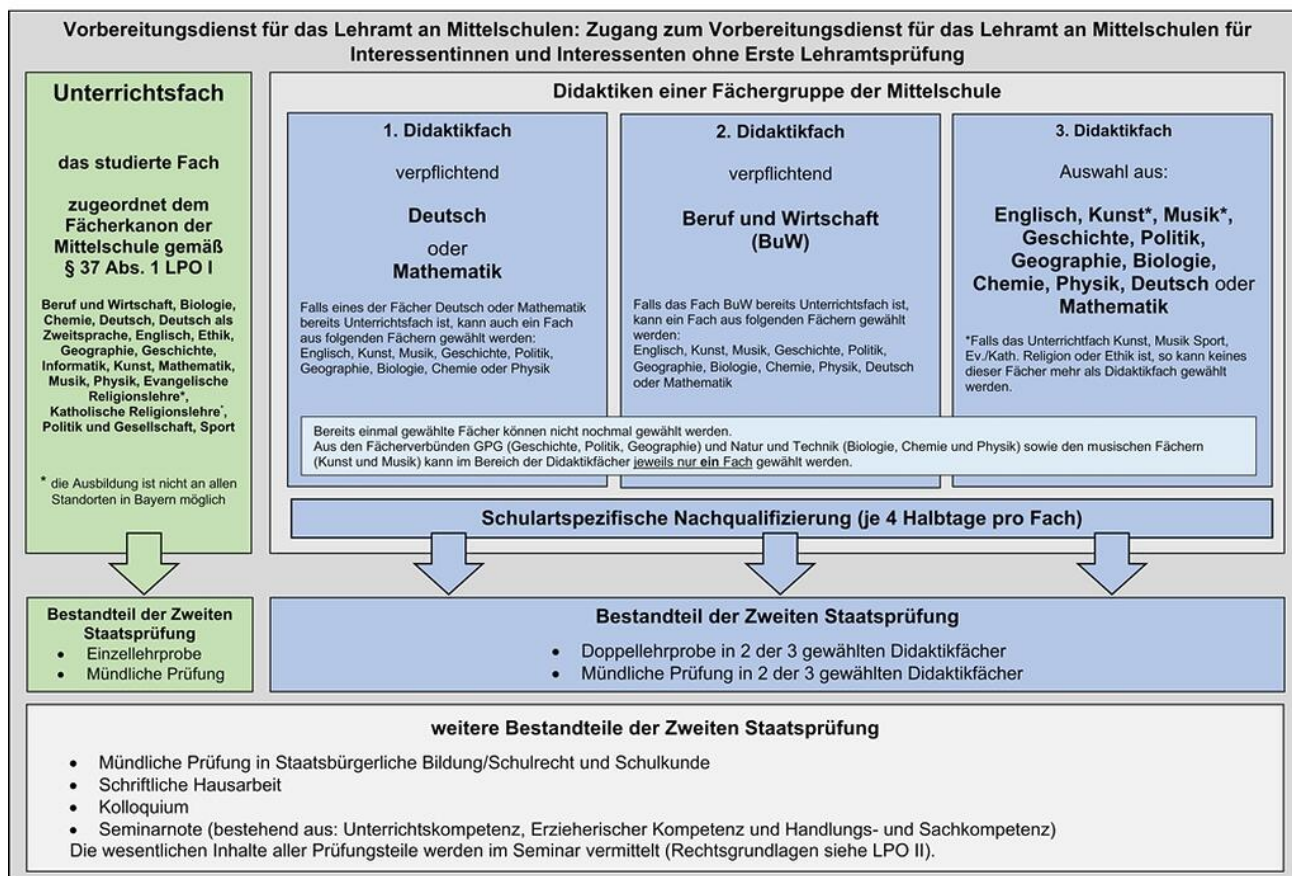 Vorbereitungsdienst für das Lehramt an Mittelschulen: Zugang zum Vorbereitungsdienst für das Lehramt an Mittelschulen für
Interessentinnen und Interessenten ohne Erste Lehramtsprüfung
Unterrichtsfach
das studierte Fach
zugeordnet dem
Fächerkanon der
Mittelschule gemäß
§ 37 Abs. 1 LPO I
Beruf und Wirtschaft, Biologie,
Chemie, Deutsch, Deutsch als
Zweitsprache, Englisch, Ethik,
Geographie, Geschichte,
Informatik, Kunst, Mathematik,
Musik, Physik, Evangelische
Religionslehre*,
Katholische Religionslehre*,
Politik und Gesellschaft, Sport
* die Ausbildung ist nicht an allen
Standorten in Bayern möglich
Didaktiken einer Fächergruppe der Mittelschule
1. Didaktikfach
verpflichtend
Deutsch
oder
Mathematik
Falls eines der Fächer Deutsch oder Mathematik
bereits Unterrichtsfach ist, kann auch ein Fach
aus folgenden Fächern gewählt werden:
Englisch, Kunst, Musik, Geschichte, Politik,
Geographie, Biologie, Chemie oder Physik
2. Didaktikfach
verpflichtend
Beruf und Wirtschaft
(BuW)
Falls das Fach BuW bereits Unterrichtsfach ist,
kann ein Fach aus folgenden Fächern gewählt
werden:
Englisch, Kunst, Musik, Geschichte, Politik,
Geographie, Biologie, Chemie, Physik, Deutsch
oder Mathematik
3. Didaktikfach
Auswahl aus:
Englisch, Kunst*, Musik*,
Geschichte, Politik,
Geographie, Biologie,
Chemie, Physik, Deutsch oder
Mathematik
*Falls das Unterrichtfach Kunst, Musik Sport,
Ev./Kath. Religion oder Ethik ist, so kann keines
dieser Fächer mehr als Didaktikfach gewählt
werden.
Bereits einmal gewählte Fächer können nicht nochmal gewählt werden.
Aus den Fächerverbünden GPG (Geschichte, Politik, Geographie) und Natur und Technik (Biologie, Chemie und Physik) sowie den musischen Fächern
(Kunst und Musik) kann im Bereich der Didaktikfächer jeweils nur ein Fach gewählt werden.
Schulartspezifische Nachqualifizierung (je 4 Halbtage pro Fach)
Bestandteil der Zweiten
Staatsprüfung
• Einzellehrprobe
• Mündliche Prüfung
Bestandteil der Zweiten Staatsprüfung
• Doppellehrprobe in 2 der 3 gewählten Didaktikfächer
• Mündliche Prüfung in 2 der 3 gewählten Didaktikfächer
weitere Bestandteile der Zweiten Staatsprüfung
• Mündliche Prüfung in Staatsbürgerliche Bildung/Schulrecht und Schulkunde
• Schriftliche Hausarbeit
• Kolloquium
• Seminarnote (bestehend aus: Unterrichtskompetenz, Erzieherischer Kompetenz und Handlungs- und Sachkompetenz)
Die wesentlichen Inhalte aller Prüfungsteile werden im Seminar vermittelt (Rechtsgrundlagen siehe LPO II).